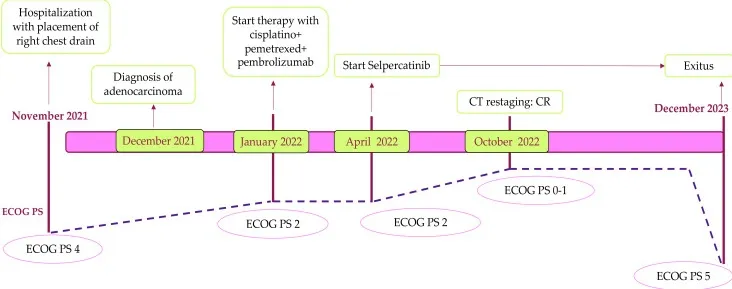 Hospitalization
with placement of
right chest drain
Start therapy with
cisplatino+
pemetrexed+
pembrolizumab
Diagnosis of
adenocarcinoma
Start Selpercatinib
Exitus
CT restaging: CR
November 2021
December 2023
December 2021
January 2022
April 2022
October 2022
ECOG PS 0-1
ECOG PS
ECOG PS 2
ECOG PS 2
ECOG PS 4
ECOG PS 5